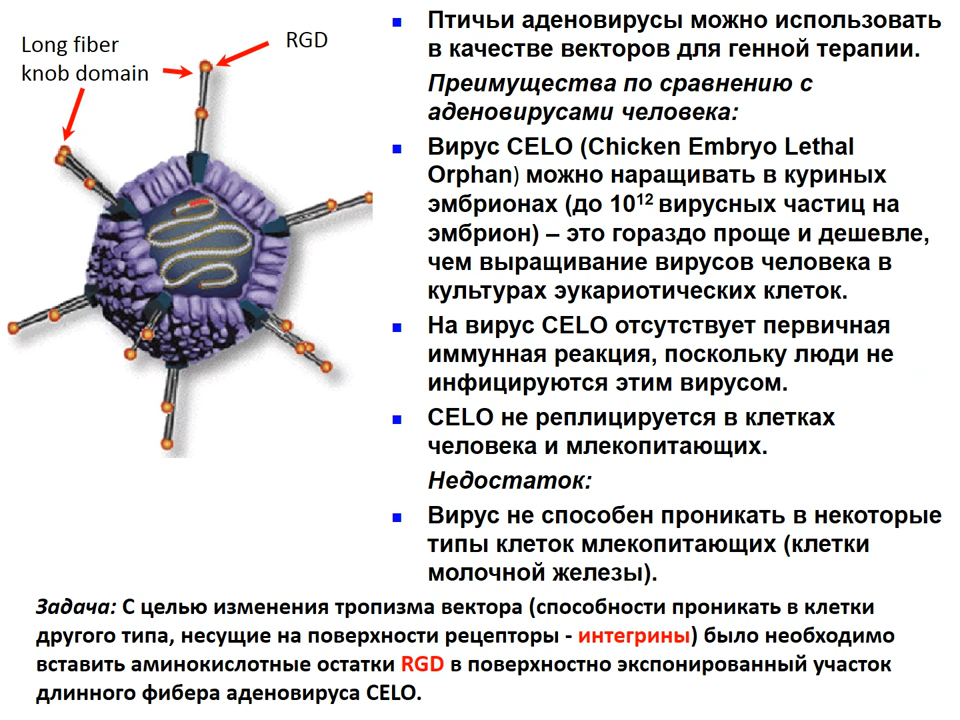 Long fiber
knob domain
RGD
Птичьи аденовирусы можно использовать
в качестве векторов для генной терапии.
Преимущества по сравнению с
аденовирусами человека:
Вирус CELO (Chicken Embryo Lethal
Orphan) можно наращивать в куриных
эмбрионах (до 10¹² вирусных частиц на
эмбрион) – это гораздо проще и дешевле,
чем выращивание вирусов человека в
культурах эукариотических клеток.
На вирус CELO отсутствует первичная
иммунная реакция, поскольку люди не
инфицируются этим вирусом.
CELO не реплицируется в клетках
человека и млекопитающих.
Недостаток:
Вирус не способен проникать в некоторые
типы клеток млекопитающих (клетки
молочной железы).
Задача: С целью изменения тропизма вектора (способности проникать в клетки
другого типа, несущие на поверхности рецепторы - интегрины) было необходимо
вставить аминокислотные остатки RGD в поверхностно экспонированный участок
длинного фибера аденовируса CELO.